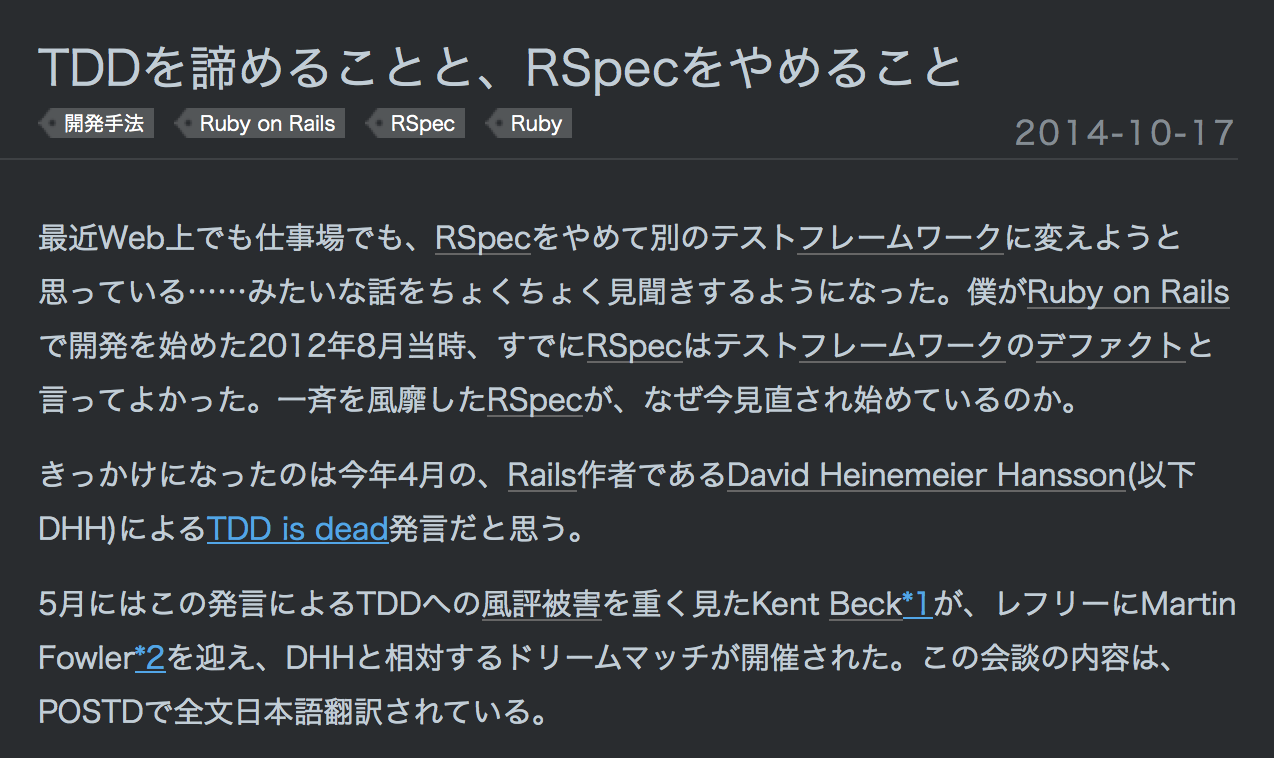 TDDを諦めることと、RSpecをやめること
開発手法 Ruby on Rails RSpec Ruby
2014-10-17
最近Web上でも仕事場でも、RSpecをやめて別のテストフレームワークに変えようと
思っている……みたいな話をちょくちょく見聞きするようになった。僕がRuby on Rails
で開発を始めた2012年8月当時、すでにRSpecはテストフレームワークのデファクトと
言ってよかった。一斉を風靡したRSpecが、なぜ今見直され始めているのか。
きっかけになったのは今年4月の、Rails作者であるDavid Heinemeier Hansson(以下
DHH)によるTDD is dead発言だと思う。
5月にはこの発言によるTDDへの風評被害を重く見たKent Beck*1が、レフリーにMartin
Fowler*2を迎え、DHHと相対するドリームマッチが開催された。この会談の内容は、
POSTDで全文日本語翻訳されている。